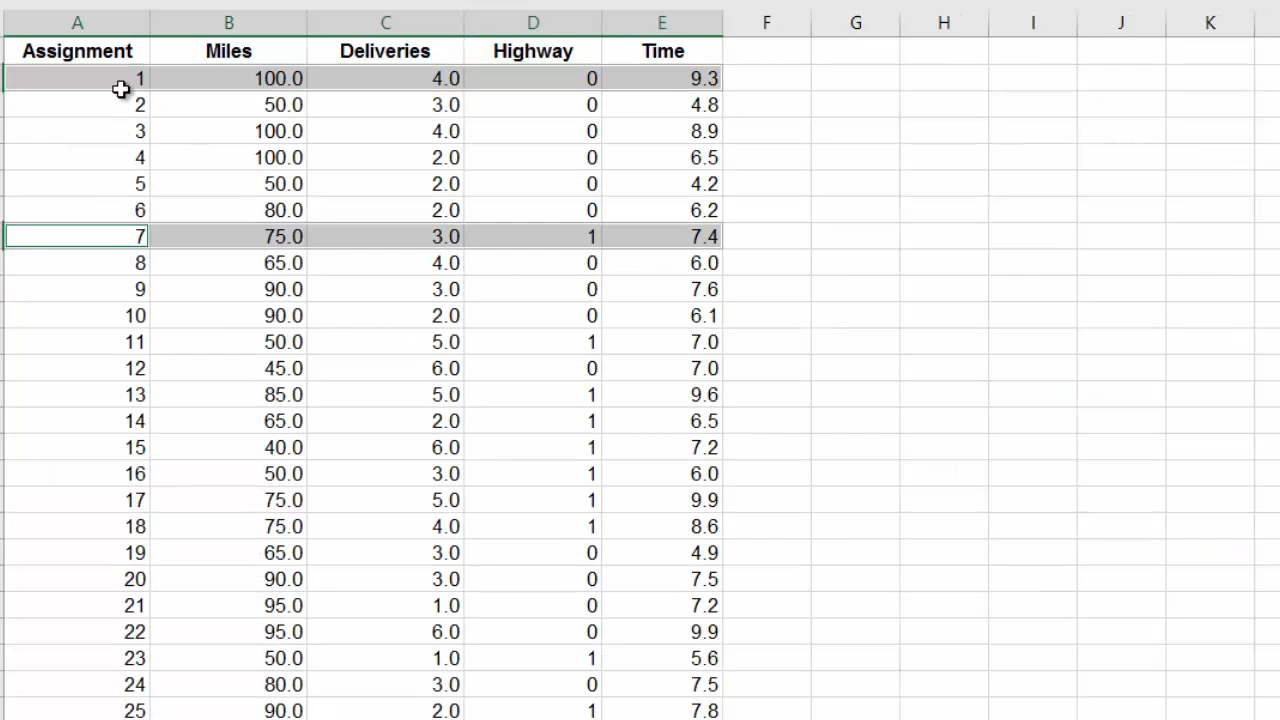 A B C D E F G H I J K
Assignment Miles Deliveries Highway Time
1 100.0 4.0 0 9.3
2 50.0 3.0 0 4.8
3 100.0 4.0 0 8.9
4 100.0 2.0 0 6.5
5 50.0 2.0 0 4.2
6 80.0 2.0 0 6.2
7 75.0 3.0 1 7.4
8 65.0 4.0 0 6.0
9 90.0 3.0 0 7.6
10 90.0 2.0 0 6.1
11 50.0 5.0 1 7.0
12 45.0 6.0 0 7.0
13 85.0 5.0 1 9.6
14 65.0 2.0 1 6.5
15 40.0 6.0 1 7.2
16 50.0 3.0 1 6.0
17 75.0 5.0 1 9.9
18 75.0 4.0 1 8.6
19 65.0 3.0 0 4.9
20 90.0 3.0 0 7.5
21 95.0 1.0 0 7.2
22 95.0 6.0 0 9.9
23 50.0 1.0 1 5.6
24 80.0 3.0 0 7.5
25 90.0 2.0 1 7.8